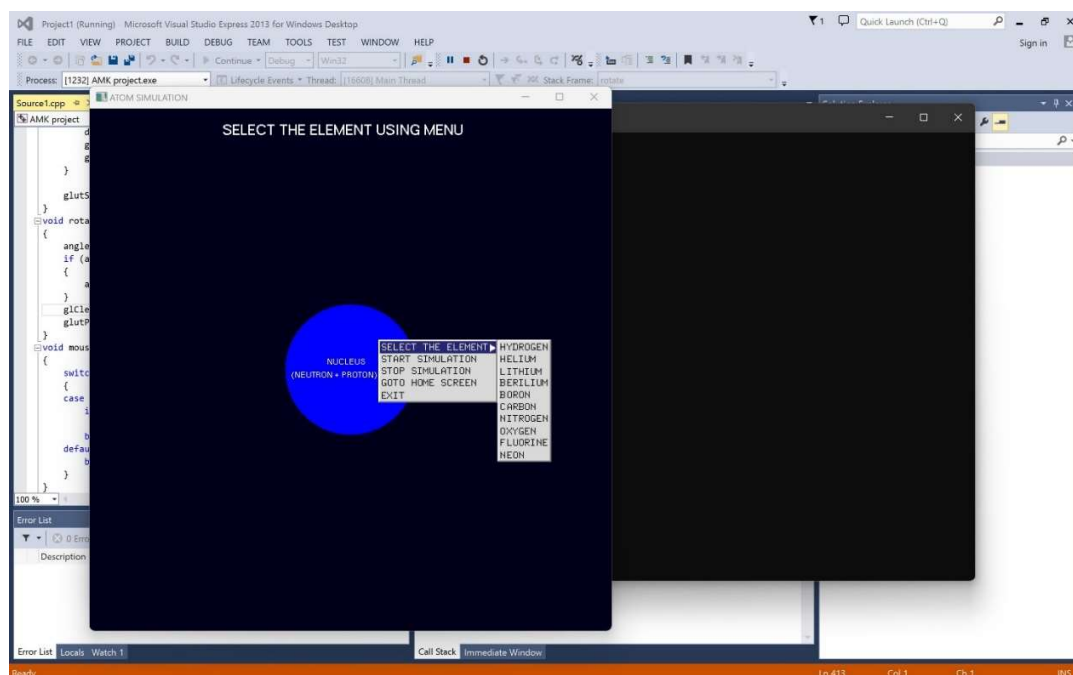 Project1 (Running) Microsoft Visual Studio Express 2013 for Windows Desktop
1 Quick Launch (Ctrl+Q)
FILE EDIT VIEW PROJECT BUILD DEBUG TEAM TOOLS TEST WINDOW HELP
Sign in
Continue Debug Win32
Process: [1232] AMK project.exe Lifecycle Events Thread: [16608] Main Thread Stack Frame: rotate
Source1.cpp
ATOM SIMULATION
AMK project
SELECT THE ELEMENT USING MENU
d
g
g
}
glutS
}
void rota
{
angle
if (a
{
a
}
glCle
glutP
}
void mous
{
switc
{
case
i
b
defau
b
}
}
NUCLEUS
(NEUTRON + PROTON)
SELECT THE ELEMENT
START SIMULATION
STOP SIMULATION
GOTO HOME SCREEN
EXIT
HYDROGEN
HELIUM
LITHIUM
BERILIUM
BORON
CARBON
NITROGEN
OXYGEN
FLUORINE
NEON
100 %
Error List
0 Erro
Description
Error List Locals Watch 1
Call Stack Immediate Window
Ready
Ln 413 Col 1 Ch 1 INS